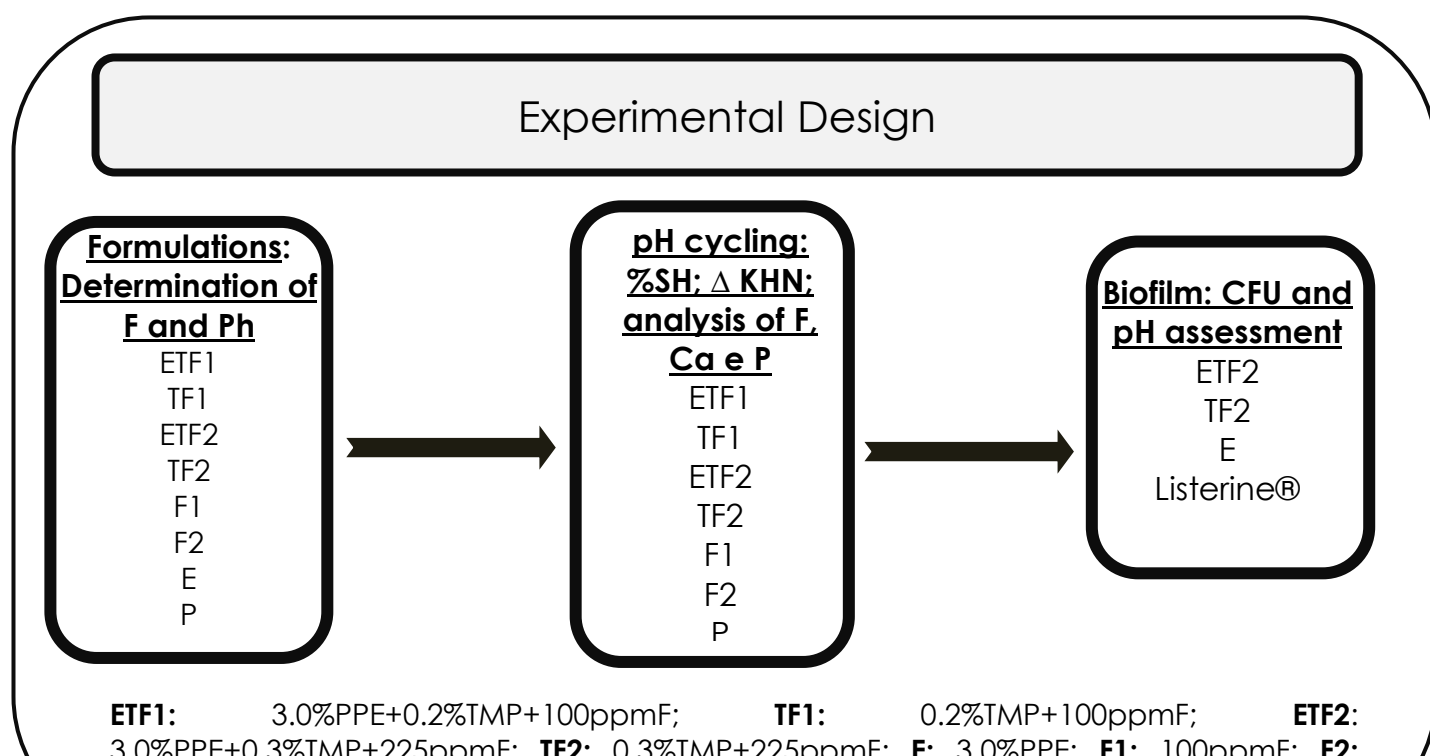 Experimental Design
Formulations:
Determination of
F and Ph
ETF1
TF1
ETF2
TF2
F1
F2
E
P
pH cycling:
%SH; Δ KHN;
analysis of F,
Ca e P
ETF1
TF1
ETF2
TF2
F1
F2
P
Biofilm: CFU and
pH assessment
ETF2
TF2
E
Listerine®
ETF1: 3.0%PPE+0.2%TMP+100ppmF; TF1: 0.2%TMP+100ppmF; ETF2:
3.0%PPE+0.3%TMP+225ppmF; TF2: 0.3%TMP+225ppmF; E: 3.0%PPE; F1: 100ppmF; F2: